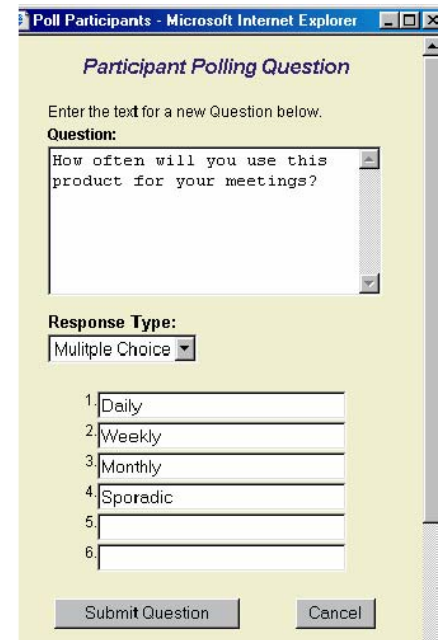 Poll Participants - Microsoft Internet Explorer
Participant Polling Question
Enter the text for a new Question below.
Question:
How often will you use this
product for your meetings?
Response Type:
Mulitple Choice
1. Daily
2. Weekly
3. Monthly
4. Sporadic
5.
6.
Submit Question Cancel